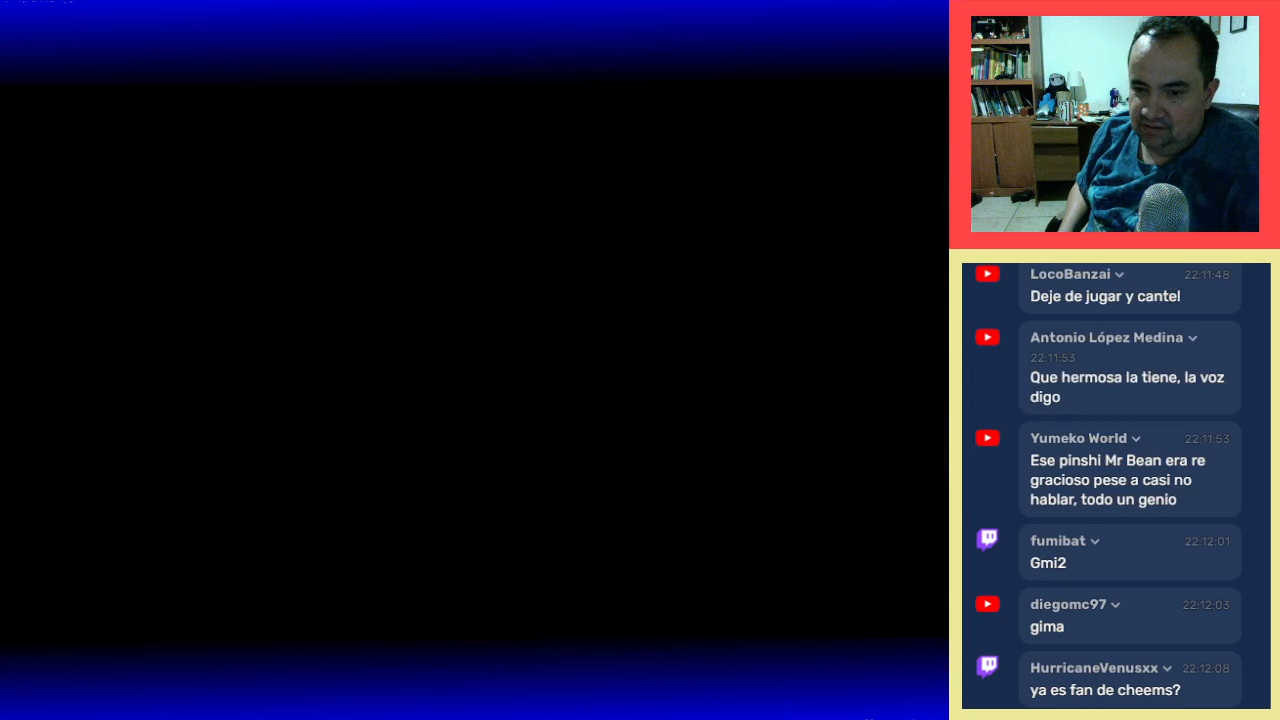 LocoBanzai 22:11:48
Deje de jugar y cante!
Antonio López Medina
22:11:53
Que hermosa la tiene, la voz
digo
Yumeko World 22:11:53
Ese pinshi Mr Bean era re
gracioso pese a casi no
hablar, todo un genio
fumibat 22:12:01
Gmi2
diegomc97 22:12:03
gima
HurricaneVenusxx 22:12:08
ya es fan de cheems?